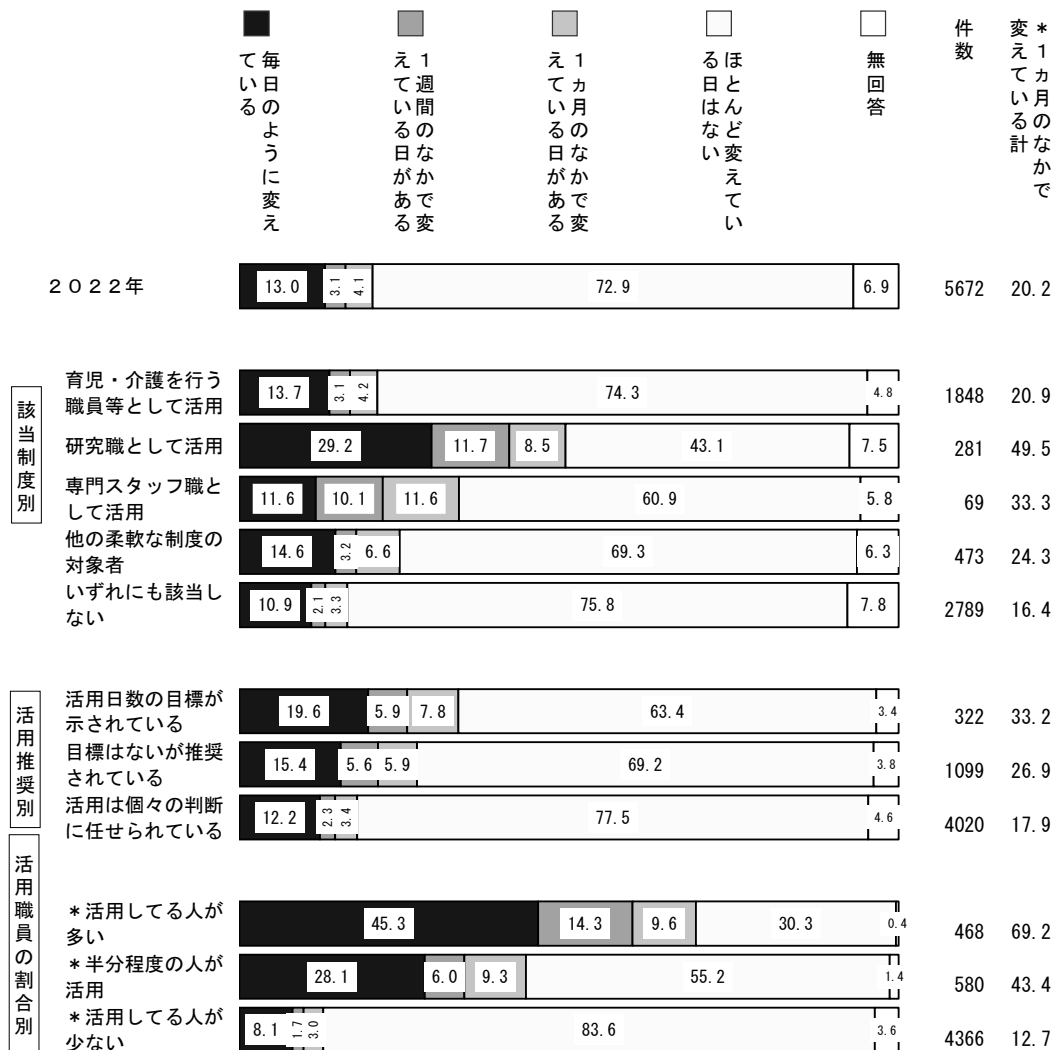 毎日のように変え
ている
１週間のなかで変
えている日がある
１ヵ月のなかで変
えている日がある
ほとんど変えてい
る日はない
無回答
件数
＊１ヵ月のなかで
変えている計
２０２２年
13.0
3.1
4.1
72.9
6.9
5672
20.2
該当制度別
育児・介護を行う
職員等として活用
13.7
3.1
4.2
74.3
4.8
1848
20.9
研究職として活用
29.2
11.7
8.5
43.1
7.5
281
49.5
専門スタッフ職と
して活用
11.6
10.1
11.6
60.9
5.8
69
33.3
他の柔軟な制度の
対象者
14.6
3.2
6.6
69.3
6.3
473
24.3
いずれにも該当し
ない
10.9
2.1
3.3
75.8
7.8
2789
16.4
活用推奨別
活用日数の目標が
示されている
19.6
5.9
7.8
63.4
3.4
322
33.2
目標はないが推奨
されている
15.4
5.6
5.9
69.2
3.8
1099
26.9
活用は個々の判断
に任せられている
12.2
2.3
3.4
77.5
4.6
4020
17.9
活用職員の割合別
＊活用してる人が
多い
45.3
14.3
9.6
30.3
0.4
468
69.2
＊半分程度の人が
活用
28.1
6.0
9.3
55.2
1.4
580
43.4
＊活用してる人が
少ない
8.1
1.7
3.0
83.6
3.6
4366
12.7